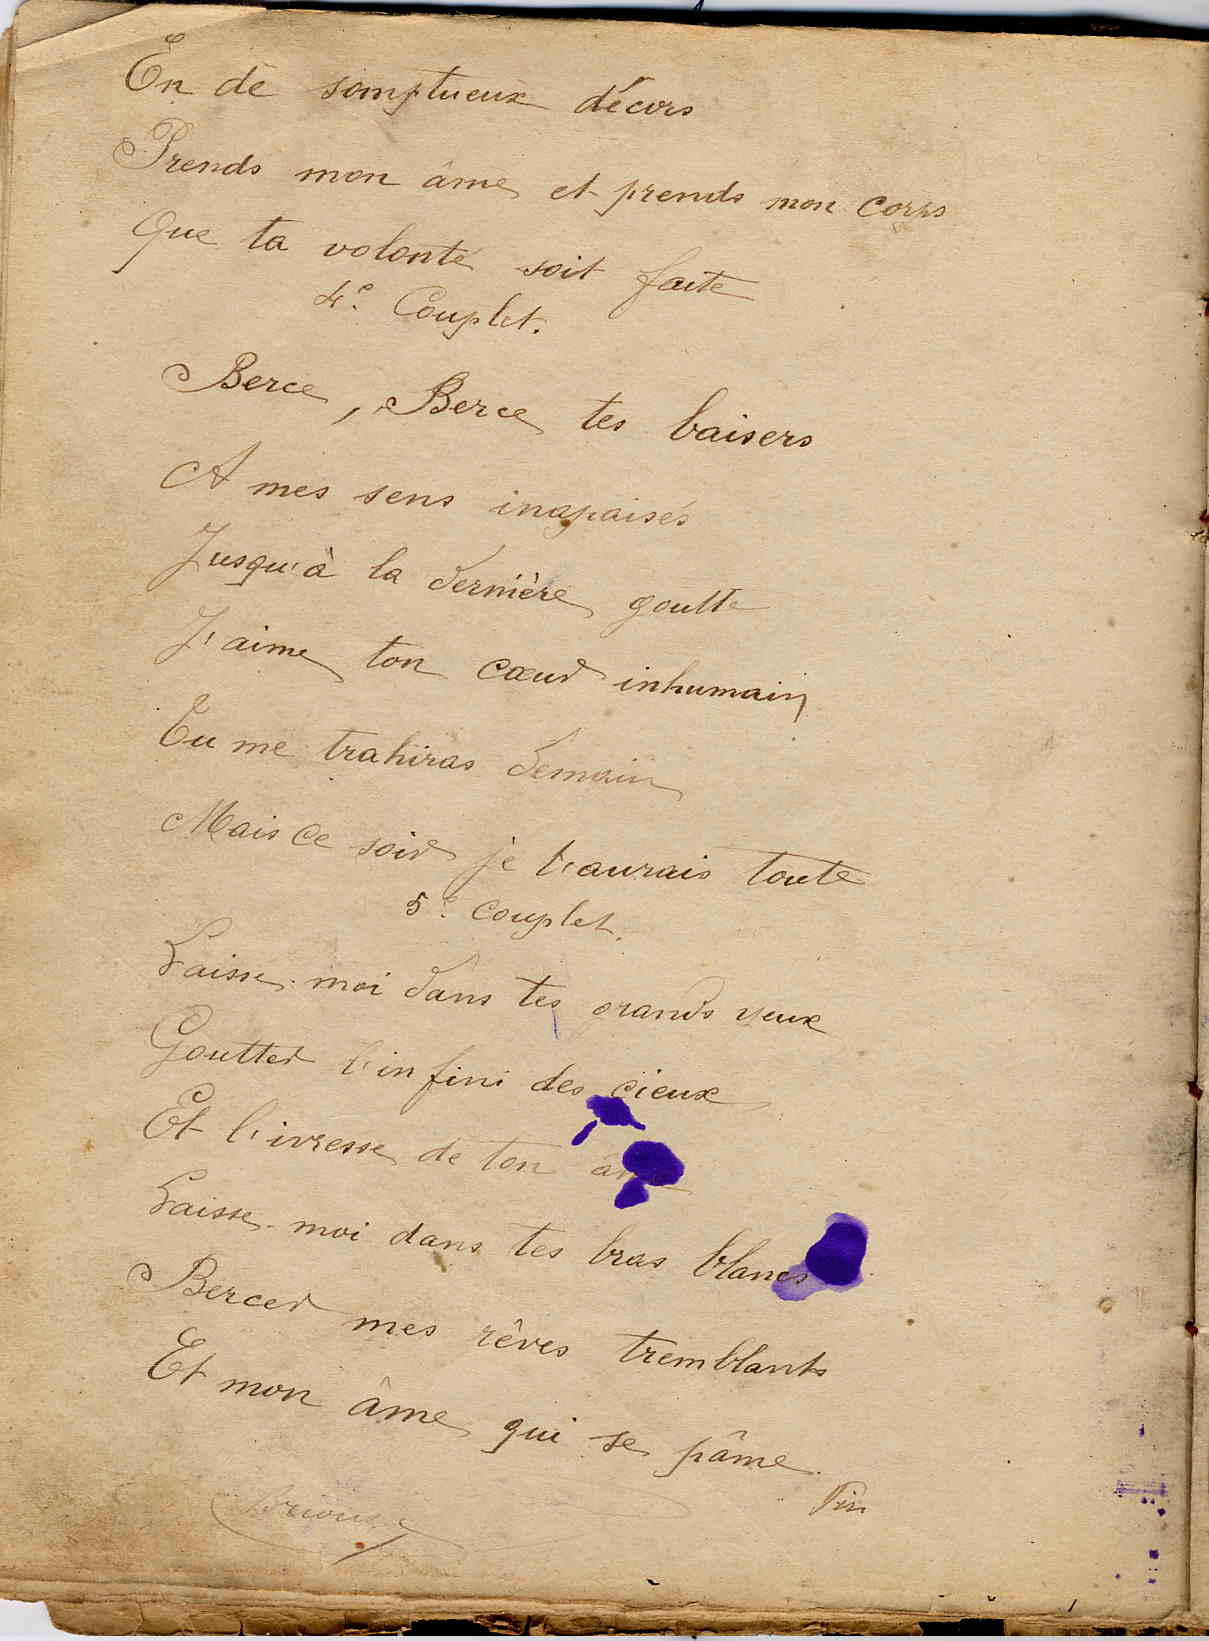 En de somptueux décors
Prends mon âme et prends mon corps
Que ta volonté soit faite
4e. Couplet.
Berce, Berce tes baisers
A mes sens inapaisés
Jusqu'à la dernière goutte
J'aime ton cœur inhumain
Tu me trahiras demain
Mais ce soir je t'aurais toute
5e. Couplet.
Laisse-moi dans tes grands yeux
Goutter l'infini des cieux
Et l'ivresse de ton
Laisse-moi dans tes bras blancs
Bercer mes rêves tremblants
Et mon âme qui se pâme.
Fin